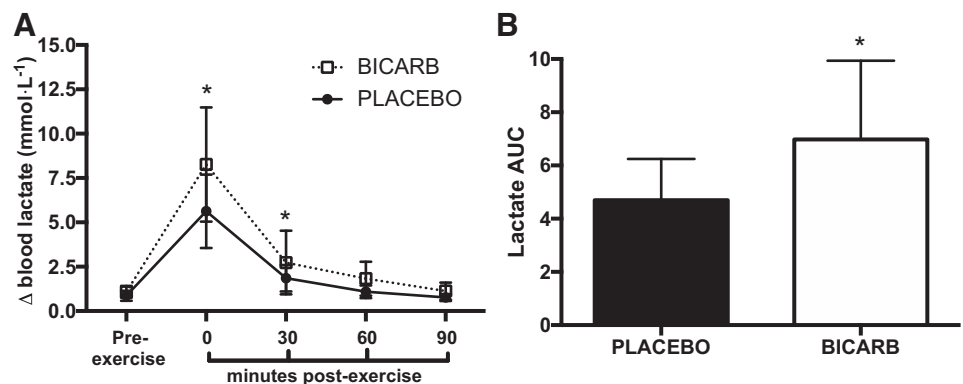 A
Δ blood lactate (mmol·L⁻¹)
15.0
12.5
10.0
7.5
5.0
2.5
0.0
BICARB
PLACEBO
*
*
Pre-
exercise
0
30
60
90
minutes post-exercise
B
Lactate AUC
10
8
6
4
2
0
*
PLACEBO
BICARB